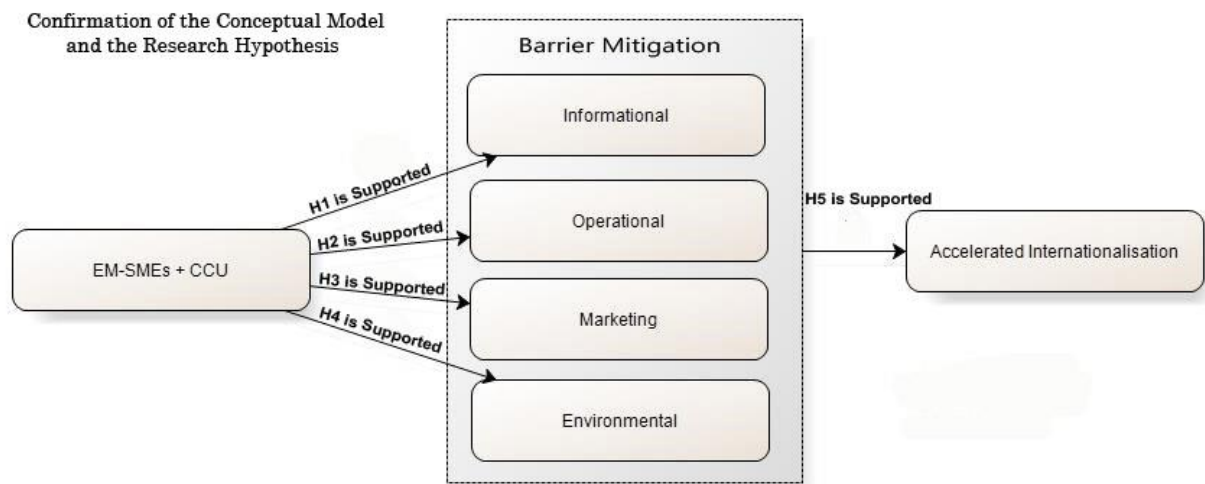 Confirmation of the Conceptual Model
and the Research Hypothesis
Barrier Mitigation
Informational
H1 is Supported
Operational
H2 is Supported
H5 is Supported
EM-SMEs + CCU
Accelerated Internationalisation
H3 is Supported
Marketing
H4 is Supported
Environmental